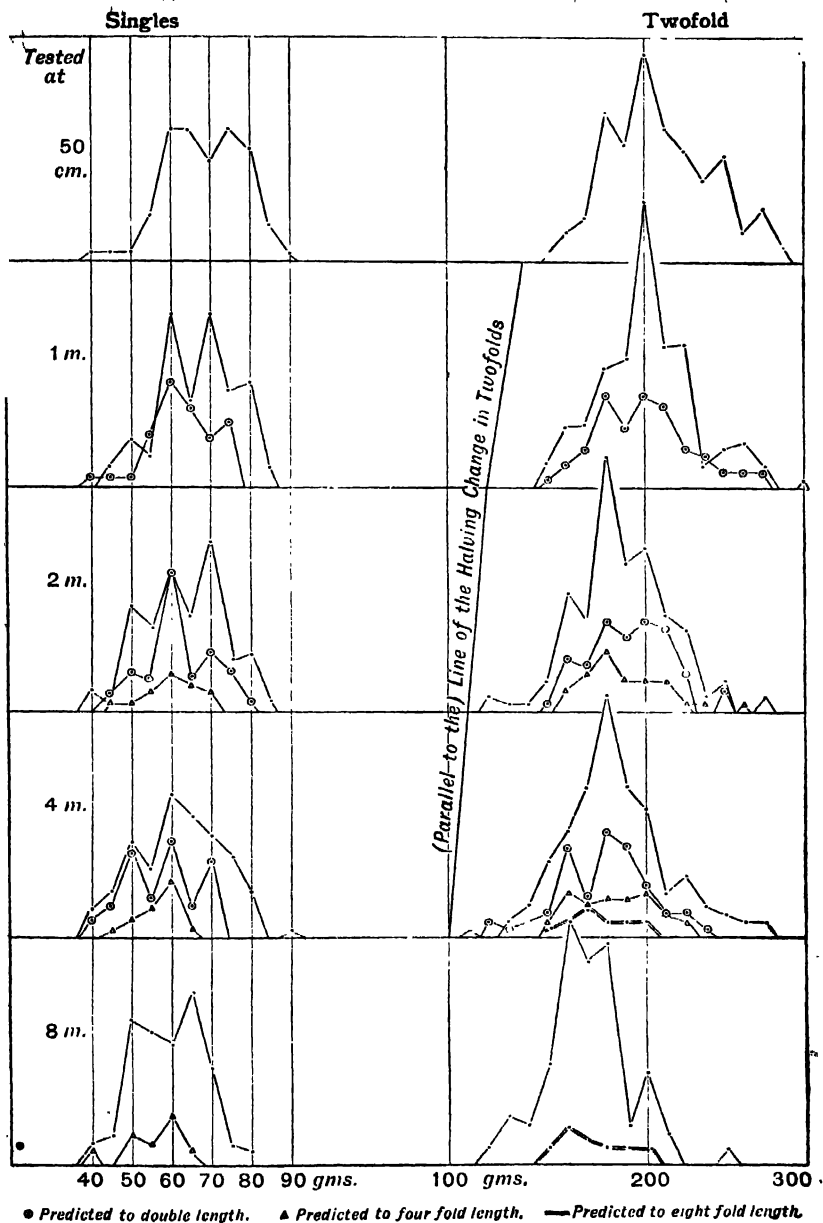 Singles Twofold
Tested
at
50
cm.
1 m.
2 m.
4 m.
8 m.
(Parallel to the) Line of the Halving Change in Twofolds
40 50 60 70 80 90 gms. 100 gms. 200 300
Predicted to double length. Predicted to four fold length. Predicted to eight fold length.